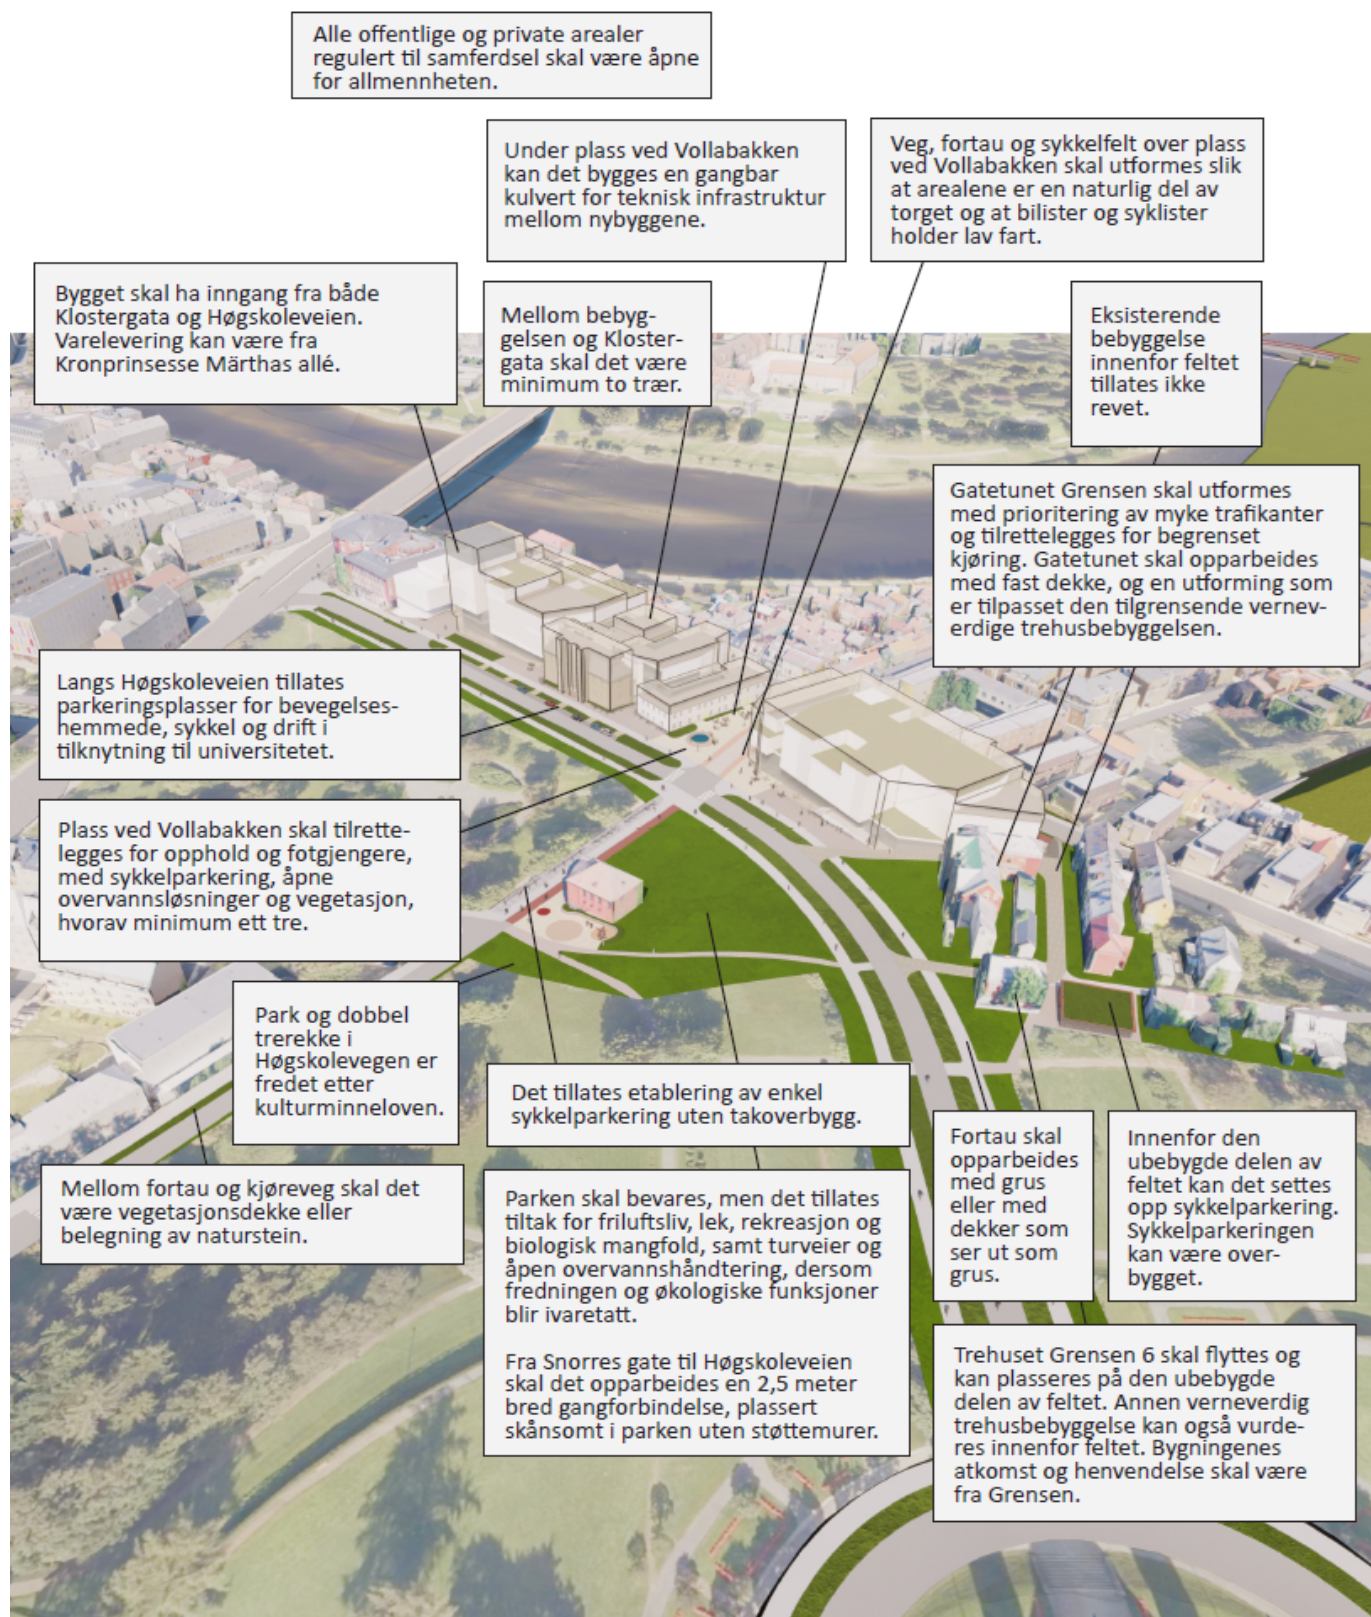 Alle offentlige og private arealer
regulert til samferdsel skal være åpne
for allmennheten.
Under plass ved Vollabakken
kan det bygges en gangbar
kulvert for teknisk infrastruktur
mellom nybyggene.
Veg, fortau og sykkelfelt over plass
ved Vollabakken skal utformes slik
at arealene er en naturlig del av
torget og at bilister og syklister
holder lav fart.
Bygget skal ha inngang fra både
Klostergata og Høgskoleveien.
Varelevering kan være fra
Kronprinsesse Märthas allé.
Mellom bebyg-
gelsen og Kloster-
gata skal det være
minimum to trær.
Eksisterende
bebyggelse
innenfor feltet
tillates ikke
revet.
Gatetunet Grensen skal utformes
med prioritering av myke trafikanter
og tilrettelegges for begrenset
kjøring. Gatetunet skal opparbeides
med fast dekke, og en utforming som
er tilpasset den tilgrensende vernev-
erdige trehusbebyggelsen.
Langs Høgskoleveien tillates
parkeringsplasser for bevegelses-
hemmede, sykkel og drift i
tilknytning til universitetet.
Plass ved Vollabakken skal tilrette-
legges for opphold og fotgjengere,
med sykkelparkering, åpne
overvannsløsninger og vegetasjon,
hvorav minimum ett tre.
Park og dobbel
trerekke i
Høgskolevegen er
fredet etter
kulturminneloven.
Det tillates etablering av enkel
sykkelparkering uten takoverbygg.
Fortau skal
opparbeides
med grus
eller med
dekker som
ser ut som
grus.
Innenfor den
ubebygde delen av
feltet kan det settes
opp sykkelparkering.
Sykkelparkeringen
kan være over-
bygget.
Mellom fortau og kjøreveg skal det
være vegetasjonsdekke eller
belegning av naturstein.
Parken skal bevares, men det tillates
tiltak for friluftsliv, lek, rekreasjon og
biologisk mangfold, samt turveier og
åpen overvannshåndtering, dersom
fredningen og økologiske funksjoner
blir ivaretatt.
Fra Snorres gate til Høgskoleveien
skal det opparbeides en 2,5 meter
bred gangforbindelse, plassert
skånsomt i parken uten støttemurer.
Trehuset Grensen 6 skal flyttes og
kan plasseres på den ubebygde
delen av feltet. Annen verneverdig
trehusbebyggelse kan også vurde-
res innenfor feltet. Bygningenes
atkomst og henvendelse skal være
fra Grensen.